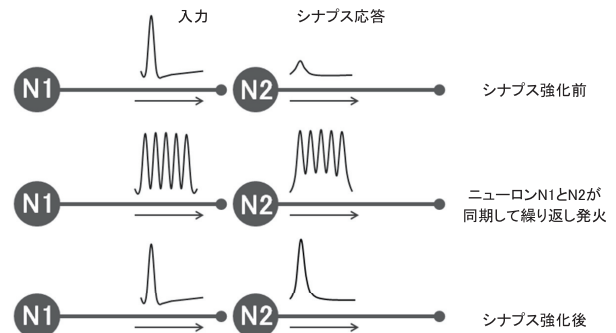 入力
シナプス応答
N1
N2
シナプス強化前
N1
N2
ニューロンN1とN2が
同期して繰り返し発火
N1
N2
シナプス強化後